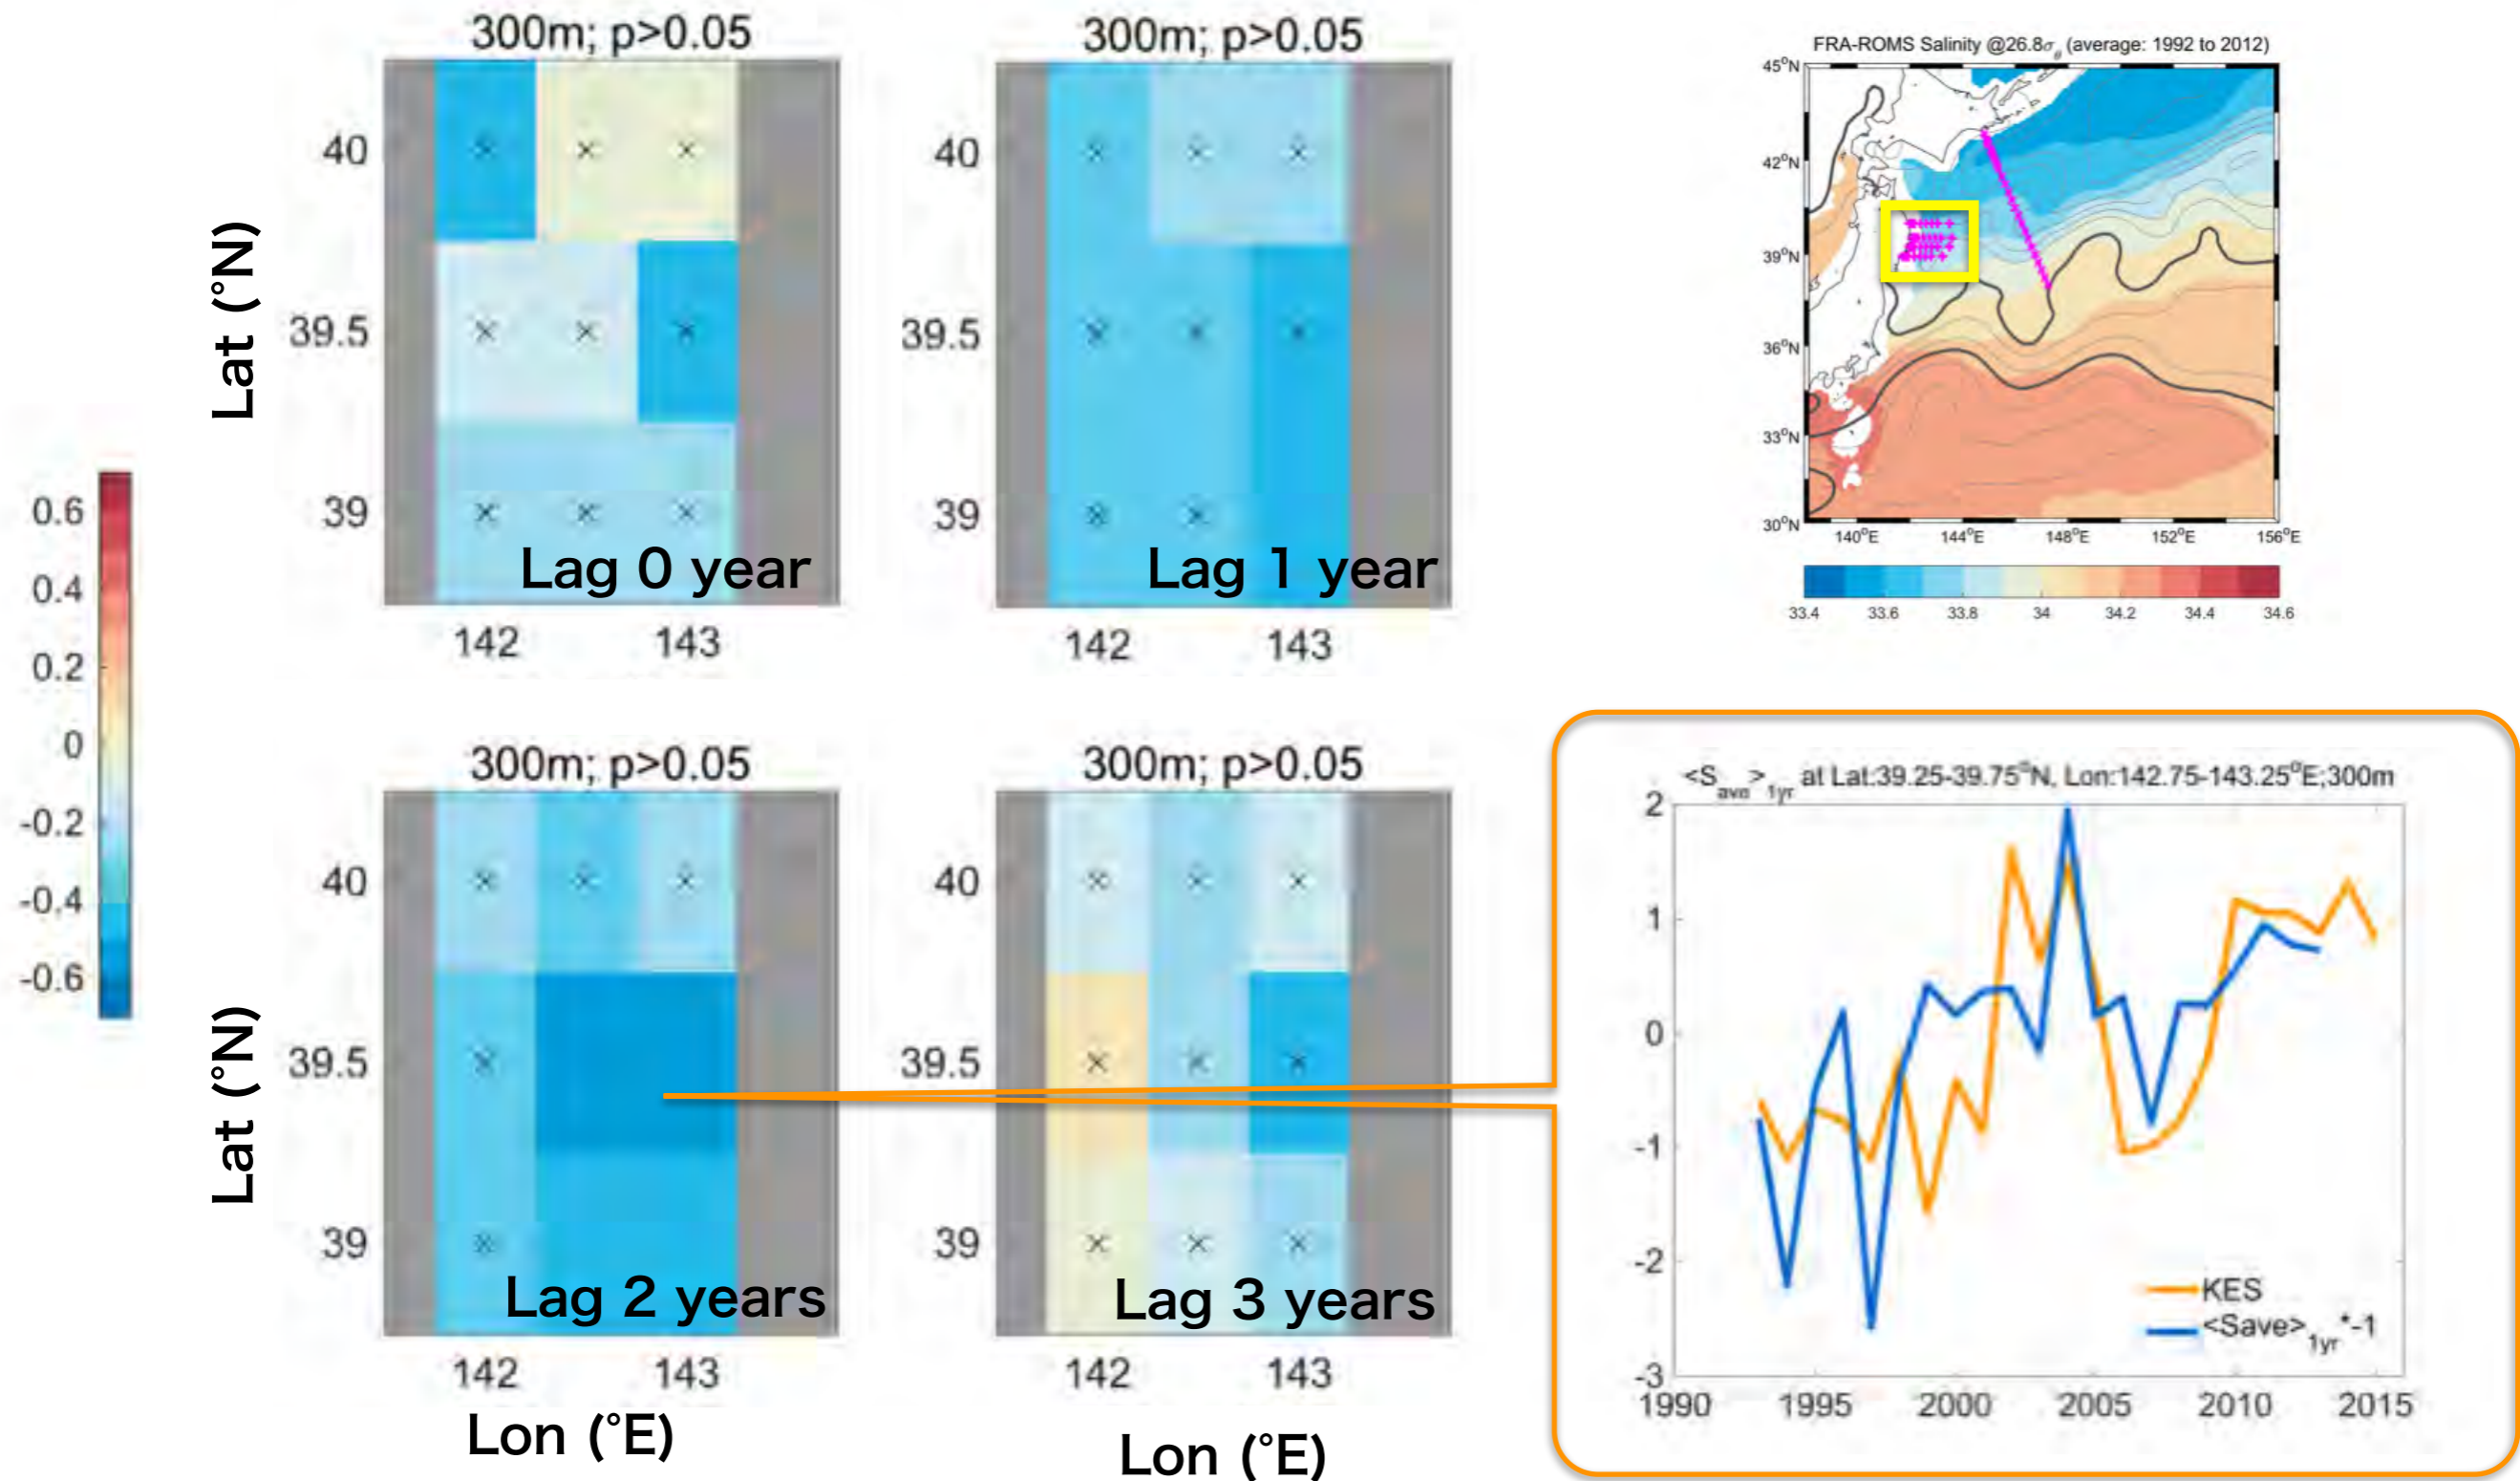 300m; p>0.05
300m; p>0.05
FRA-ROMS Salinity @26.8σθ (average: 1992 to 2012)
Lat (°N)
40
39.5
39
142
143
Lag 0 year
40
39.5
39
142
143
Lag 1 year
45°N
42°N
39°N
36°N
33°N
30°N
140°E
144°E
148°E
152°E
156°E
33.4
33.6
33.8
34
34.2
34.4
34.6
0.6
0.4
0.2
0
-0.2
-0.4
-0.6
300m; p>0.05
300m; p>0.05
Lat (°N)
40
39.5
39
142
143
Lag 2 years
Lon (°E)
40
39.5
39
142
143
Lag 3 years
Lon (°E)
<Save>1yr at Lat:39.25-39.75°N, Lon:142.75-143.25°E;300m
2
1
0
-1
-2
-3
1990
1995
2000
2005
2010
2015
KES
<Save>1yr*-1